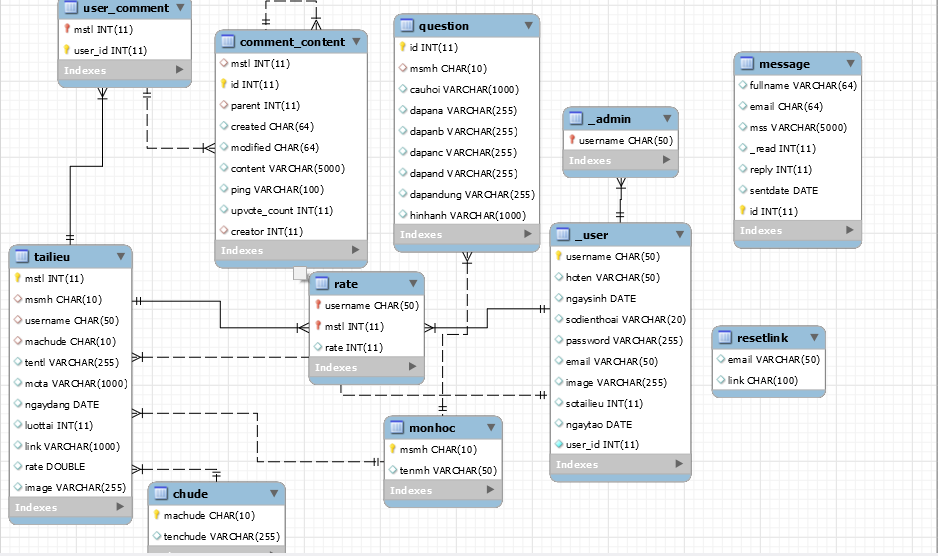 user_comment
mstl INT(11)
user_id INT(11)
Indexes
comment_content
mstl INT(11)
id INT(11)
parent INT(11)
created CHAR(64)
modified CHAR(64)
content VARCHAR(5000)
ping VARCHAR(100)
upvote_count INT(11)
creator INT(11)
Indexes
question
id INT(11)
msmh CHAR(10)
cauhoi VARCHAR(1000)
dapana VARCHAR(255)
dapanb VARCHAR(255)
dapanc VARCHAR(255)
dapand VARCHAR(255)
dapandung VARCHAR(255)
hinhanh VARCHAR(1000)
Indexes
_admin
username CHAR(50)
Indexes
message
fullname VARCHAR(64)
email CHAR(64)
mss VARCHAR(5000)
_read INT(11)
reply INT(11)
sentdate DATE
id INT(11)
Indexes
tailieu
mstl INT(11)
msmh CHAR(10)
username CHAR(50)
machude CHAR(10)
tentl VARCHAR(255)
mota VARCHAR(1000)
ngaydang DATE
luottai INT(11)
link VARCHAR(1000)
rate DOUBLE
image VARCHAR(255)
Indexes
rate
username CHAR(50)
mstl INT(11)
rate INT(11)
Indexes
_user
username CHAR(50)
hoten VARCHAR(50)
ngaysinh DATE
sodienthoai VARCHAR(20)
password VARCHAR(255)
email VARCHAR(50)
image VARCHAR(255)
sotailieu INT(11)
ngaytao DATE
user_id INT(11)
Indexes
resetlink
email VARCHAR(50)
link CHAR(100)
monhoc
msmh CHAR(10)
tenmh VARCHAR(50)
Indexes
chude
machude CHAR(10)
tenchude VARCHAR(255)